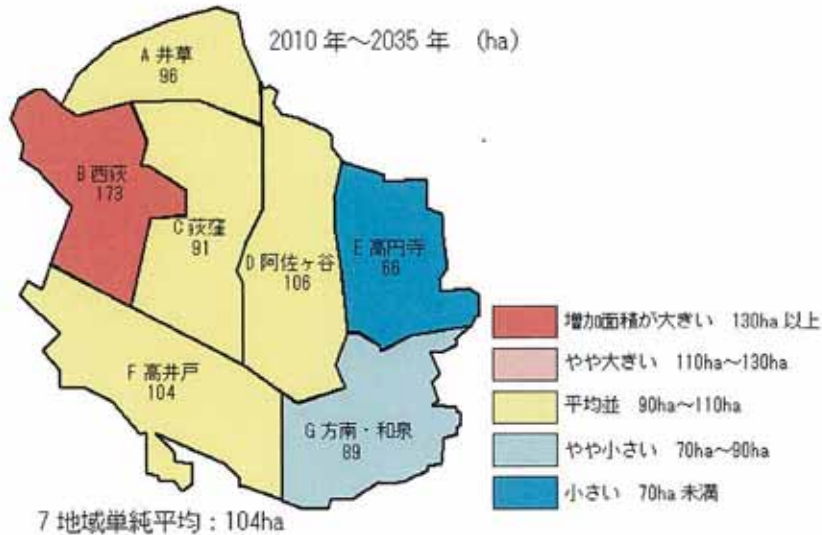 2010年～2035年 (ha)
A 井草
96
B 西荻
173
C 荻窪
91
D 阿佐ヶ谷
106
E 高円寺
66
F 高井戸
104
G 方南・和泉
89
増加面積が大きい 130ha 以上
やや大きい 110ha～130ha
平均並 90ha～110ha
やや小さい 70ha～90ha
小さい 70ha 未満
7 地域単純平均：104ha